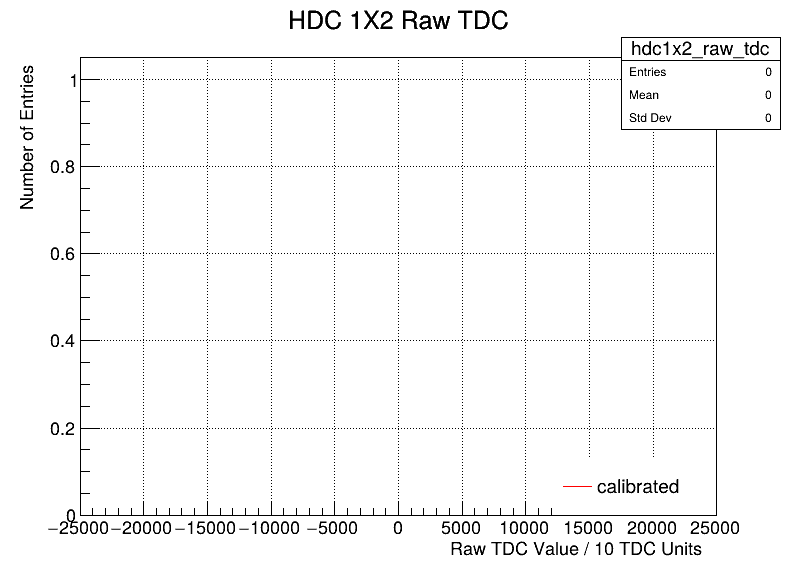 HDC 1X2 Raw TDC
hdc1x2_raw_tdc
Entries 0
Mean 0
Std Dev 0
Number of Entries
1
0.8
0.6
0.4
0.2
0
calibrated
−25000 −20000 −15000 −10000 −5000 0 5000 10000 15000 20000 25000
Raw TDC Value / 10 TDC Units